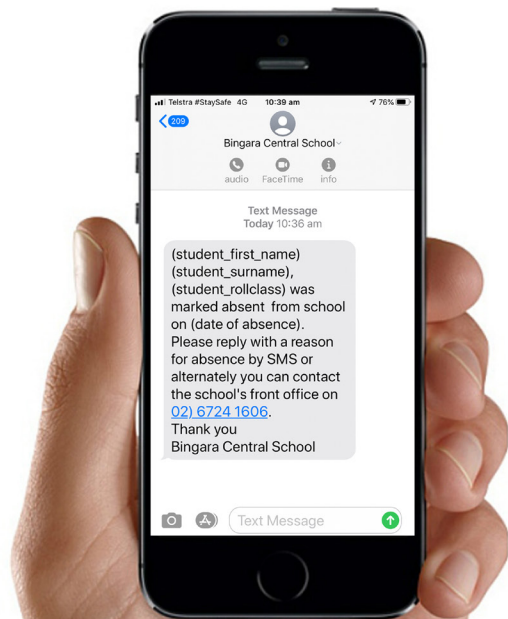 Telstra #StaySafe 4G 10:39 am 76%
209
Bingara Central School
audio FaceTime info
Text Message
Today 10:36 am
(student_first_name)
(student_surname),
(student_rollclass) was
marked absent from school
on (date of absence).
Please reply with a reason
for absence by SMS or
alternately you can contact
the school's front office on
02) 6724 1606.
Thank you
Bingara Central School
Text Message